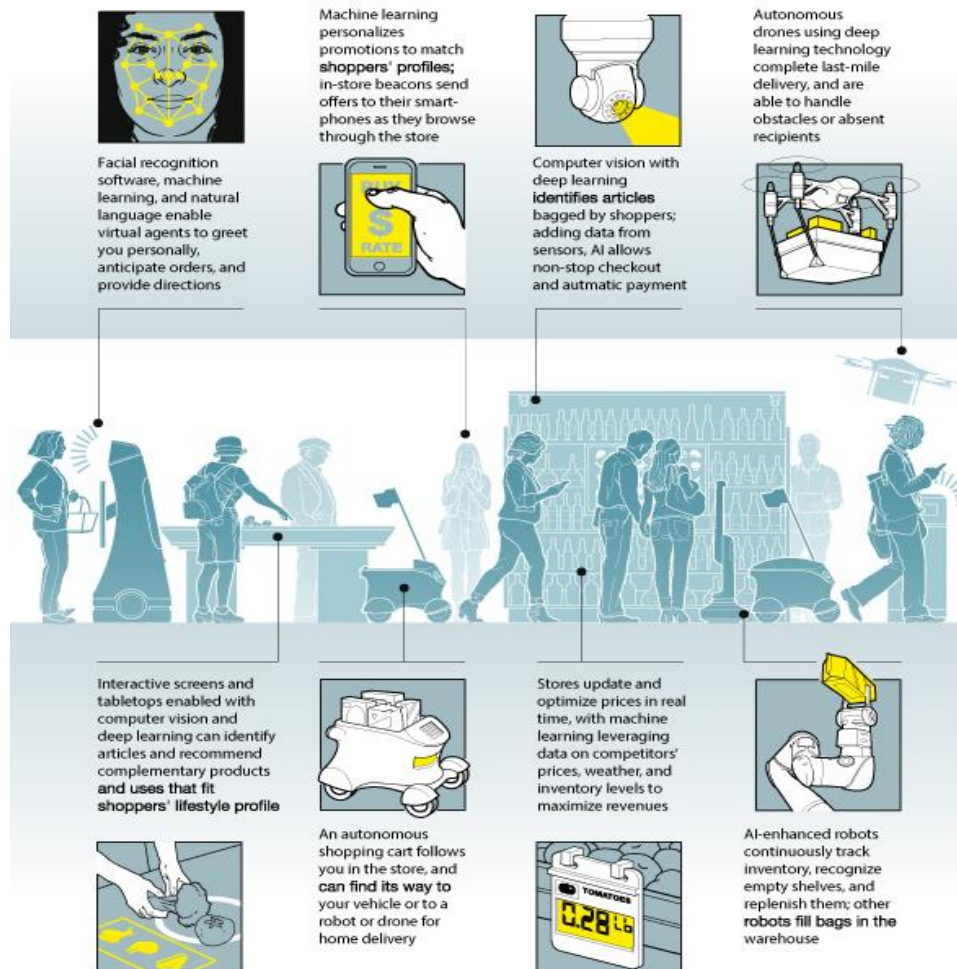 Machine learning
personalizes
promotions to match
shoppers' profiles;
in-store beacons send
offers to their smart-
phones as they browse
through the store
Autonomous
drones using deep
learning technology
complete last-mile
delivery, and are
able to handle
obstacles or absent
recipients
Facial recognition
software, machine
learning, and natural
language enable
virtual agents to greet
you personally,
anticipate orders, and
provide directions
BUY
$
RATE
Computer vision with
deep learning
identifies articles
bagged by shoppers;
adding data from
sensors, AI allows
non-stop checkout
and autmatic payment
Interactive screens and
tabletops enabled with
computer vision and
deep learning can identify
articles and recommend
complementary products
and uses that fit
shoppers' lifestyle profile
An autonomous
shopping cart follows
you in the store, and
can find its way to
your vehicle or to a
robot or drone for
home delivery
Stores update and
optimize prices in real
time, with machine
learning leveraging
data on competitors'
prices, weather, and
inventory levels to
maximize revenues
TOMATOES
0.28 Lb
AI-enhanced robots
continuously track
inventory, recognize
empty shelves, and
replenish them; other
robots fill bags in the
warehouse